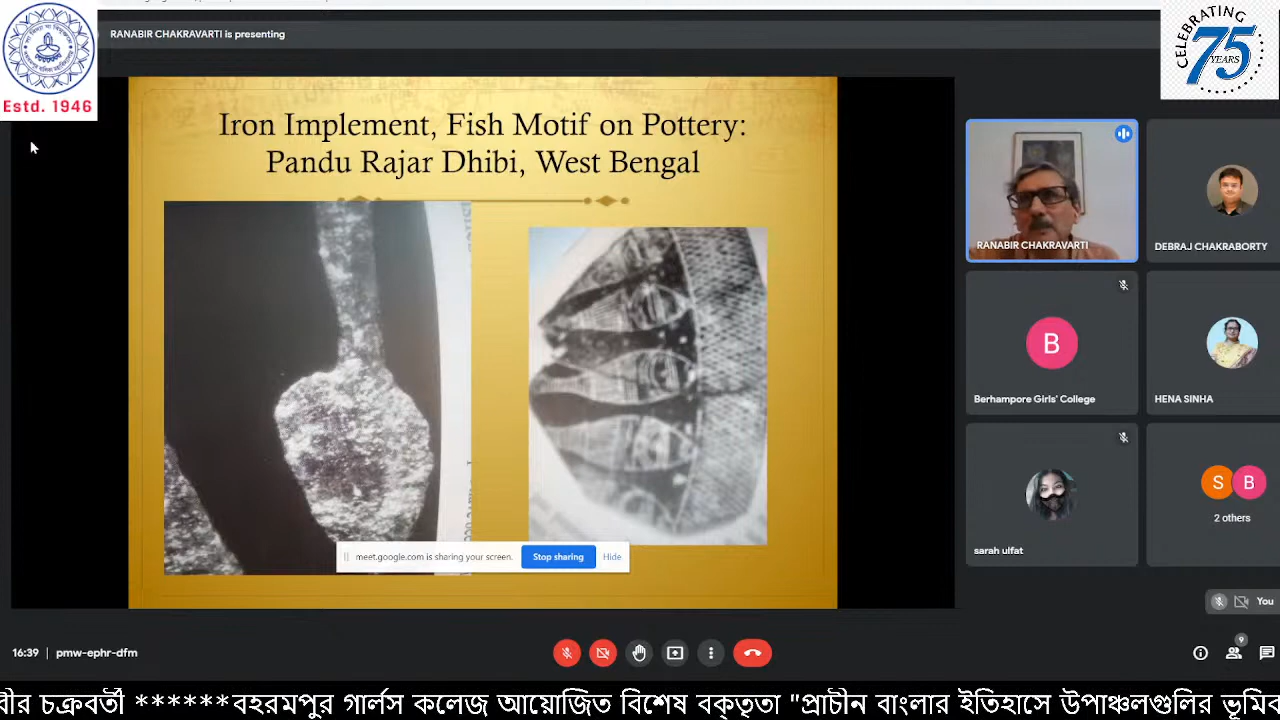 RANABIR CHAKRAVARTI is presenting
Estd. 1946
CELEBRATING
75
YEARS
Iron Implement, Fish Motif on Pottery:
Pandu Rajar Dhibi, West Bengal
RANABIR CHAKRAVARTI
DEBRAJ CHAKRABORTY
B
Berhampore Girls' College
HENA SINHA
sarah ulfat
S B
2 others
meet.google.com is sharing your screen.
Stop sharing
Hide
You
16:39 | pmw-ephr-dfm
9
বীর চক্রবর্তী ******বহরমপুর গার্লস কলেজ আয়োজিত বিশেষ বক্তৃতা "প্রাচীন বাংলার ইতিহাসে উপাঞ্চলগুলির